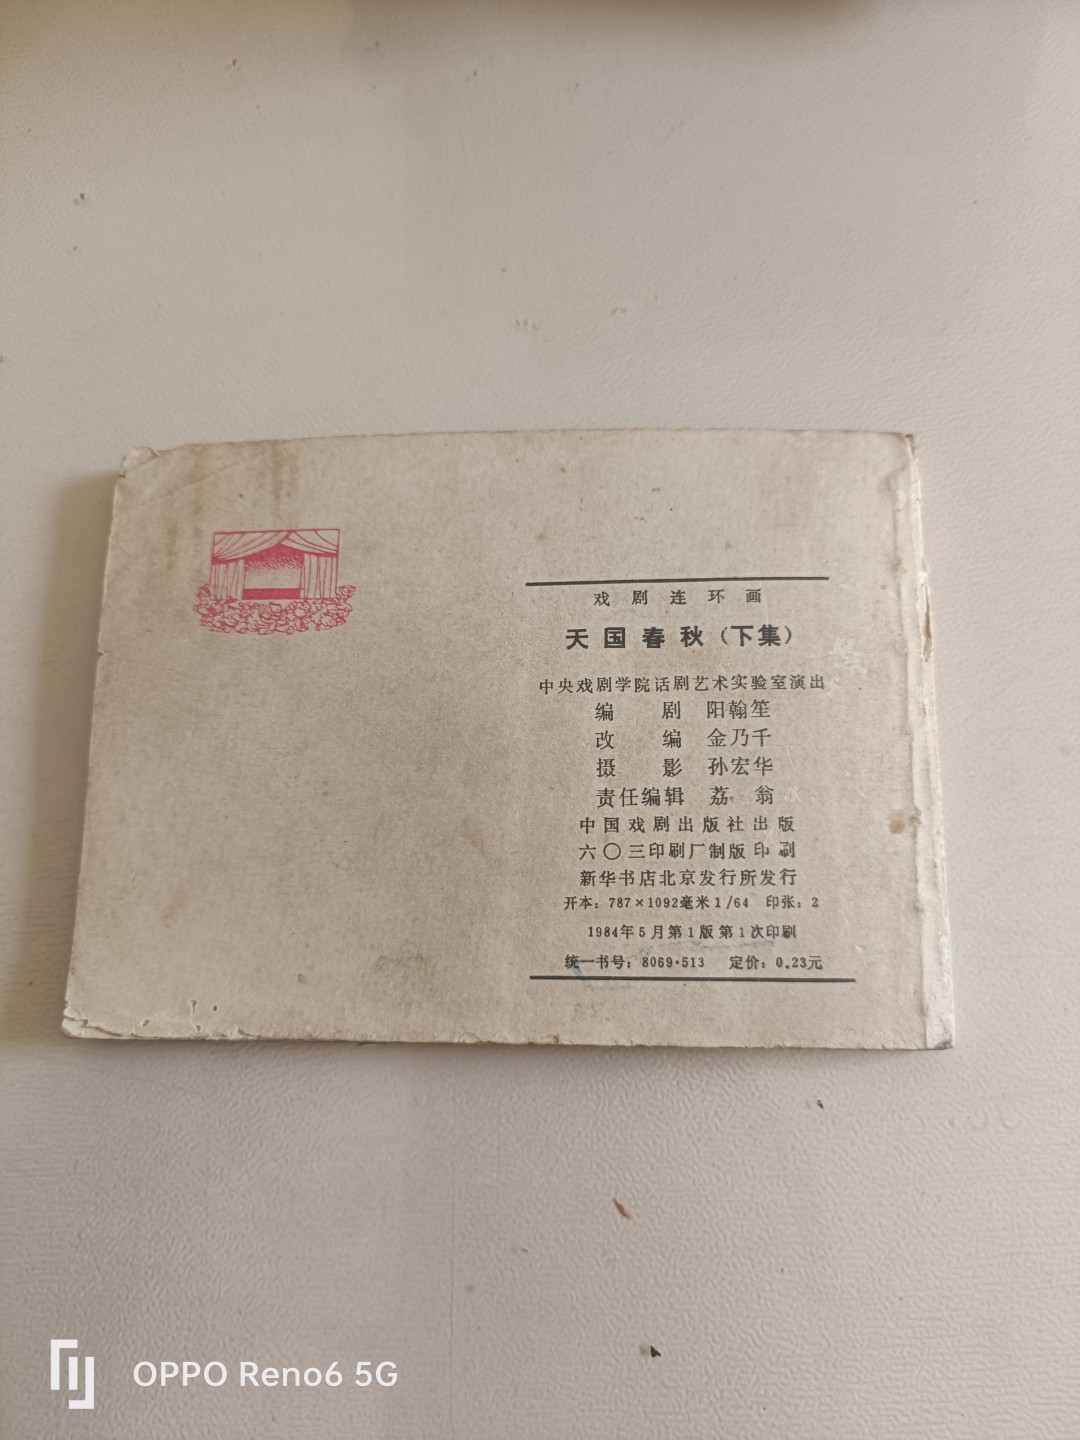 戏剧连环画
天国春秋（下集）
中央戏剧学院话剧艺术实验室演出
编 剧 阳翰笙
改 编 金乃千
摄 影 孙宏华
责任编辑 荔 翁
中国戏剧出版社出版
六〇三印刷厂制版印刷
新华书店北京发行所发行
开本：787×1092毫米1/64 印张：2
1984年5月第1版第1次印刷
统一书号：8069·513 定价：0.23元
OPPO Reno6 5G